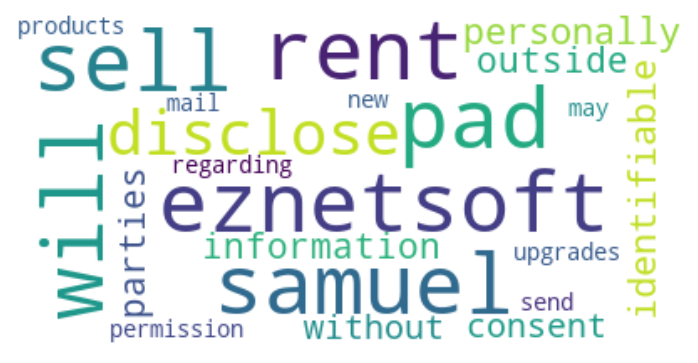 products
sell
rent
personally
outside
mail
new
may
disclose
pad
identifiable
will
regarding
parties
eznetsoft
information
upgrades
samuel
send
permission
without
consent